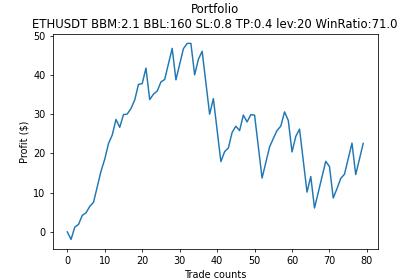 Portfolio
ETHUSDT BBM:2.1 BBL:160 SL:0.8 TP:0.4 lev:20 WinRatio:71.0
50
40
30
20
10
0
Profit ($)
0 10 20 30 40 50 60 70 80
Trade counts